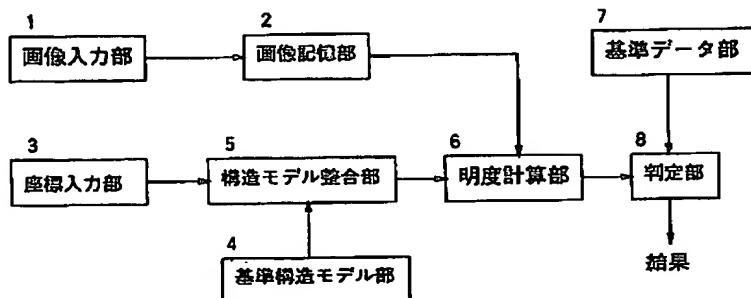 1
画像入力部
2
画像記憶部
7
基準データ部
3
座標入力部
5
構造モデル整合部
6
明度計算部
8
判定部
4
基準構造モデル部
結果